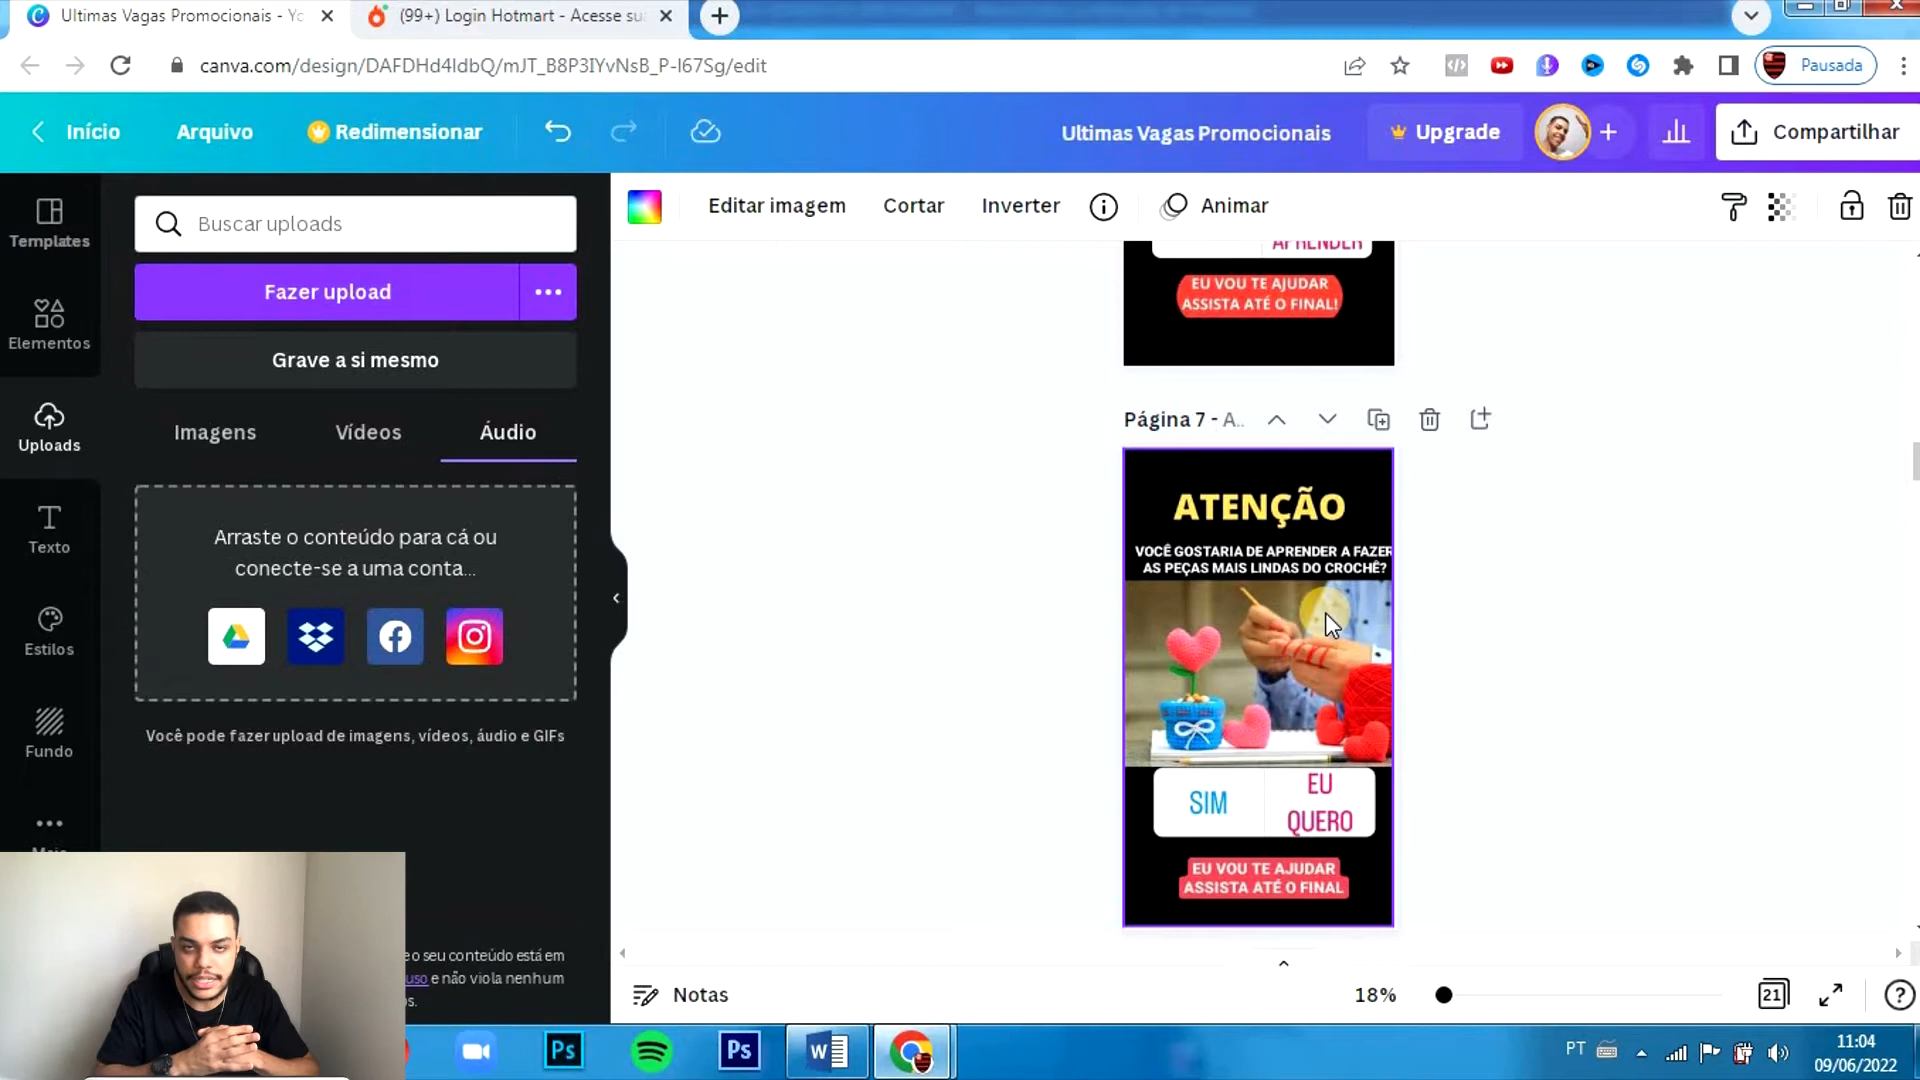 Ultimas Vagas Promocionais - Yo
(99+) Login Hotmart - Acesse su
canva.com/design/DAFDHd4IdbQ/mJT_B8P3IYvNsB_P-l67Sg/edit
Pausada
Início
Arquivo
Redimensionar
Ultimas Vagas Promocionais
Upgrade
Compartilhar
Templates
Elementos
Uploads
Texto
Estilos
Fundo
Buscar uploads
Fazer upload
Grave a si mesmo
Imagens
Vídeos
Áudio
Arraste o conteúdo para cá ou
conecte-se a uma conta...
Você pode fazer upload de imagens, vídeos, áudio e GIFs
e o seu conteúdo está em
uso e não viola nenhum
Editar imagem
Cortar
Inverter
Animar
APRENDER
EU VOU TE AJUDAR
ASSISTA ATÉ O FINAL!
Página 7 - A..
ATENÇÃO
VOCÊ GOSTARIA DE APRENDER A FAZER
AS PEÇAS MAIS LINDAS DO CROCHÊ?
SIM
EU
QUERO
EU VOU TE AJUDAR
ASSISTA ATÉ O FINAL
Notas
18%
21
Ps
Ps
W
PT
11:04
09/06/2022